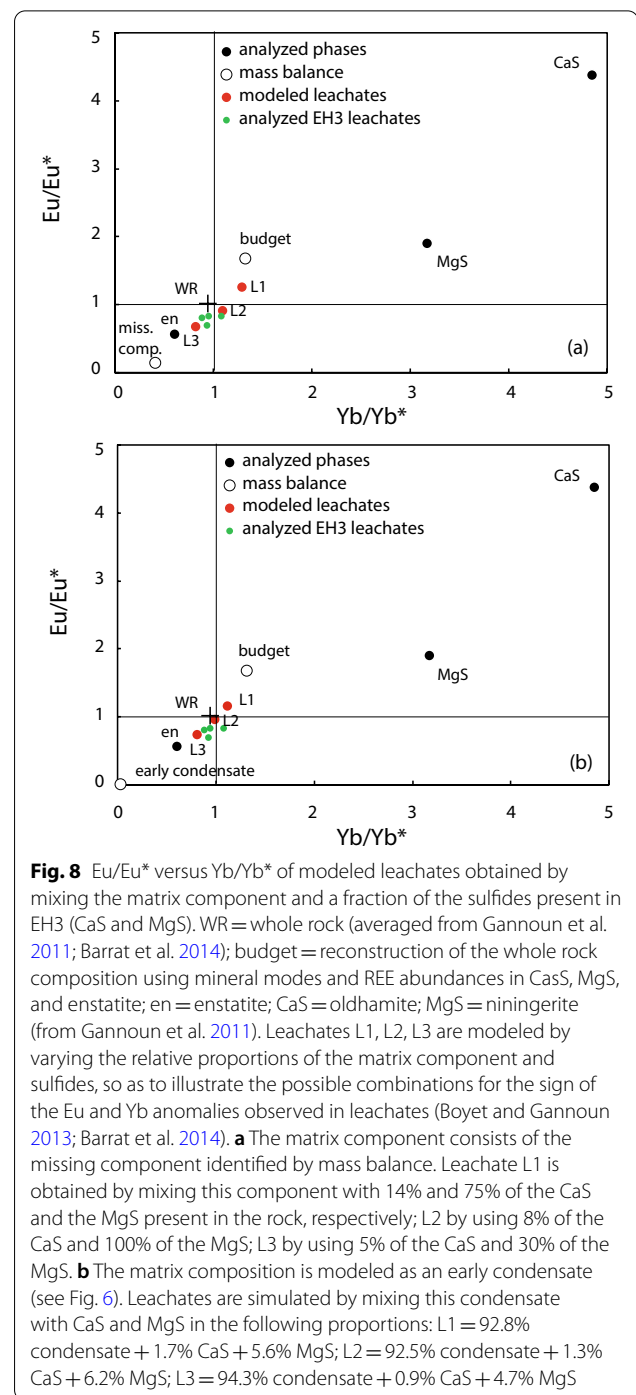 5
4
3
2
1
0
Eu/Eu*
analyzed phases
mass balance
modeled leachates
analyzed EH3 leachates
CaS
MgS
budget
L1
WR
L2
en
miss.
comp.
L3
(a)
0 1 2 3 4 5
Yb/Yb*
5
4
3
2
1
0
Eu/Eu*
analyzed phases
mass balance
modeled leachates
analyzed EH3 leachates
CaS
MgS
budget
L1
WR
L2
en
L3
early condensate
(b)
0 1 2 3 4 5
Yb/Yb*
Fig. 8 Eu/Eu* versus Yb/Yb* of modeled leachates obtained by
mixing the matrix component and a fraction of the sulfides present in
EH3 (CaS and MgS). WR = whole rock (averaged from Gannoun et al.
2011; Barrat et al. 2014); budget = reconstruction of the whole rock
composition using mineral modes and REE abundances in CasS, MgS,
and enstatite; en = enstatite; CaS = oldhamite; MgS = niningerite
(from Gannoun et al. 2011). Leachates L1, L2, L3 are modeled by
varying the relative proportions of the matrix component and
sulfides, so as to illustrate the possible combinations for the sign of
the Eu and Yb anomalies observed in leachates (Boyet and Gannoun
2013; Barrat et al. 2014). a The matrix component consists of the
missing component identified by mass balance. Leachate L1 is
obtained by mixing this component with 14% and 75% of the CaS
and the MgS present in the rock, respectively; L2 by using 8% of the
CaS and 100% of the MgS; L3 by using 5% of the CaS and 30% of the
MgS. b The matrix composition is modeled as an early condensate
(see Fig. 6). Leachates are simulated by mixing this condensate
with CaS and MgS in the following proportions: L1 = 92.8%
condensate + 1.7% CaS + 5.6% MgS; L2 = 92.5% condensate + 1.3%
CaS + 6.2% MgS; L3 = 94.3% condensate + 0.9% CaS + 4.7% MgS